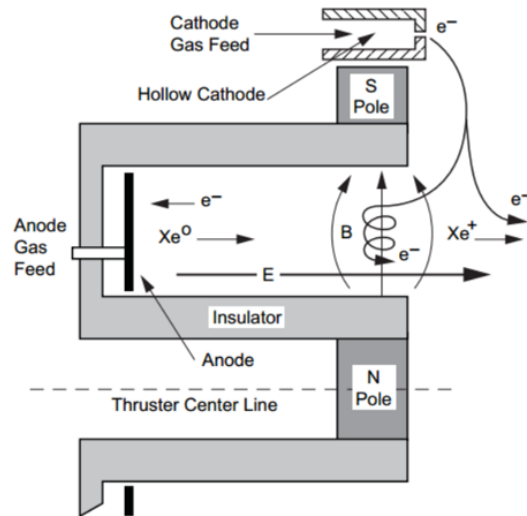 Cathode
Gas Feed
e–
Hollow Cathode
S
Pole
e–
Xe⁰
Anode
Gas
Feed
B
Xe⁺
e–
e–
E
Insulator
Anode
N
Pole
Thruster Center Line